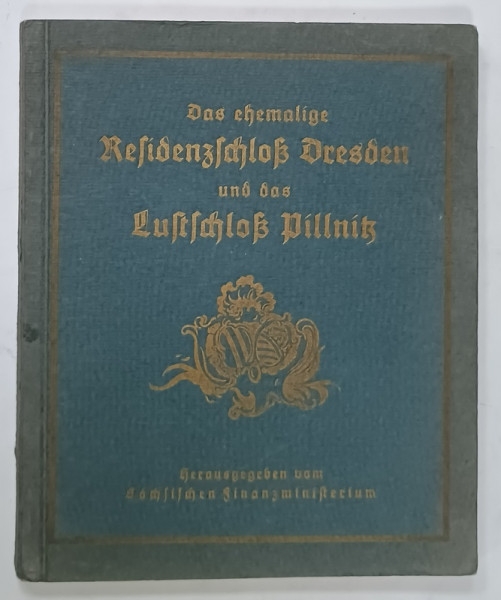 Das ehemalige
Residenzschloß Dresden
und das
Lustschloß Pillnitz
Herausgegeben vom
Sächsischen Finanzministerium